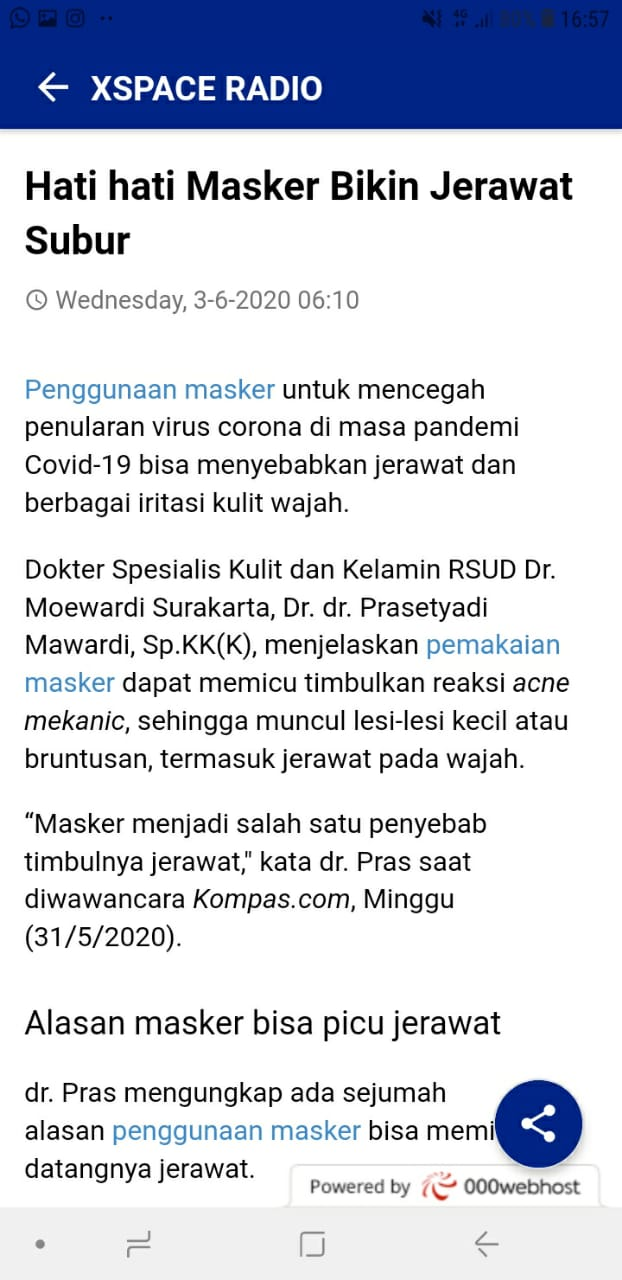 4G
16:57
XSPACE RADIO
Hati hati Masker Bikin Jerawat
Subur
Wednesday, 3-6-2020 06:10
Penggunaan masker untuk mencegah
penularan virus corona di masa pandemi
Covid-19 bisa menyebabkan jerawat dan
berbagai iritasi kulit wajah.
Dokter Spesialis Kulit dan Kelamin RSUD Dr.
Moewardi Surakarta, Dr. dr. Prasetyadi
Mawardi, Sp.KK(K), menjelaskan pemakaian
masker dapat memicu timbulkan reaksi acne
mekanic, sehingga muncul lesi-lesi kecil atau
bruntusan, termasuk jerawat pada wajah.
“Masker menjadi salah satu penyebab
timbulnya jerawat," kata dr. Pras saat
diwawancara Kompas.com, Minggu
(31/5/2020).
Alasan masker bisa picu jerawat
dr. Pras mengungkap ada sejumah
alasan penggunaan masker bisa memi
datangnya jerawat.
Powered by 000webhost